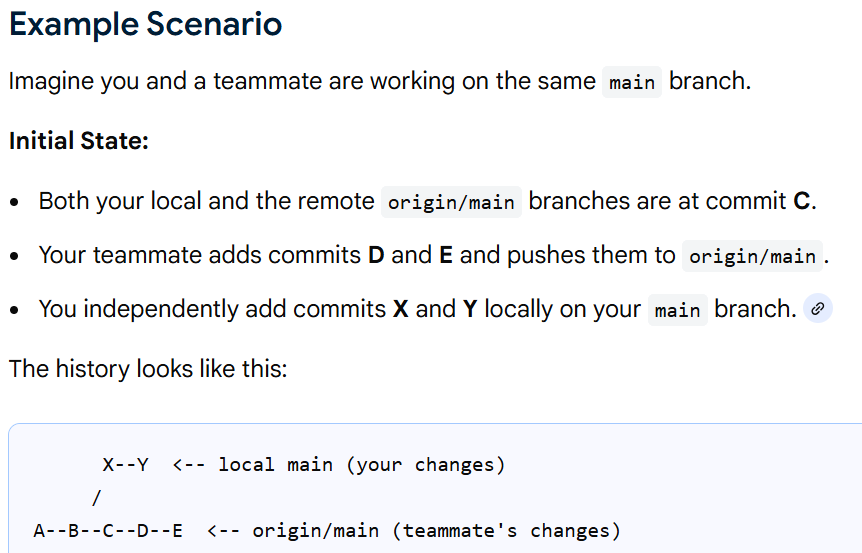 Example Scenario
Imagine you and a teammate are working on the same main branch.
Initial State:
• Both your local and the remote origin/main branches are at commit C.
• Your teammate adds commits D and E and pushes them to origin/main.
• You independently add commits X and Y locally on your main branch.
The history looks like this:
      X--Y  <-- local main (your changes)
     /
A--B--C--D--E  <-- origin/main (teammate's changes)